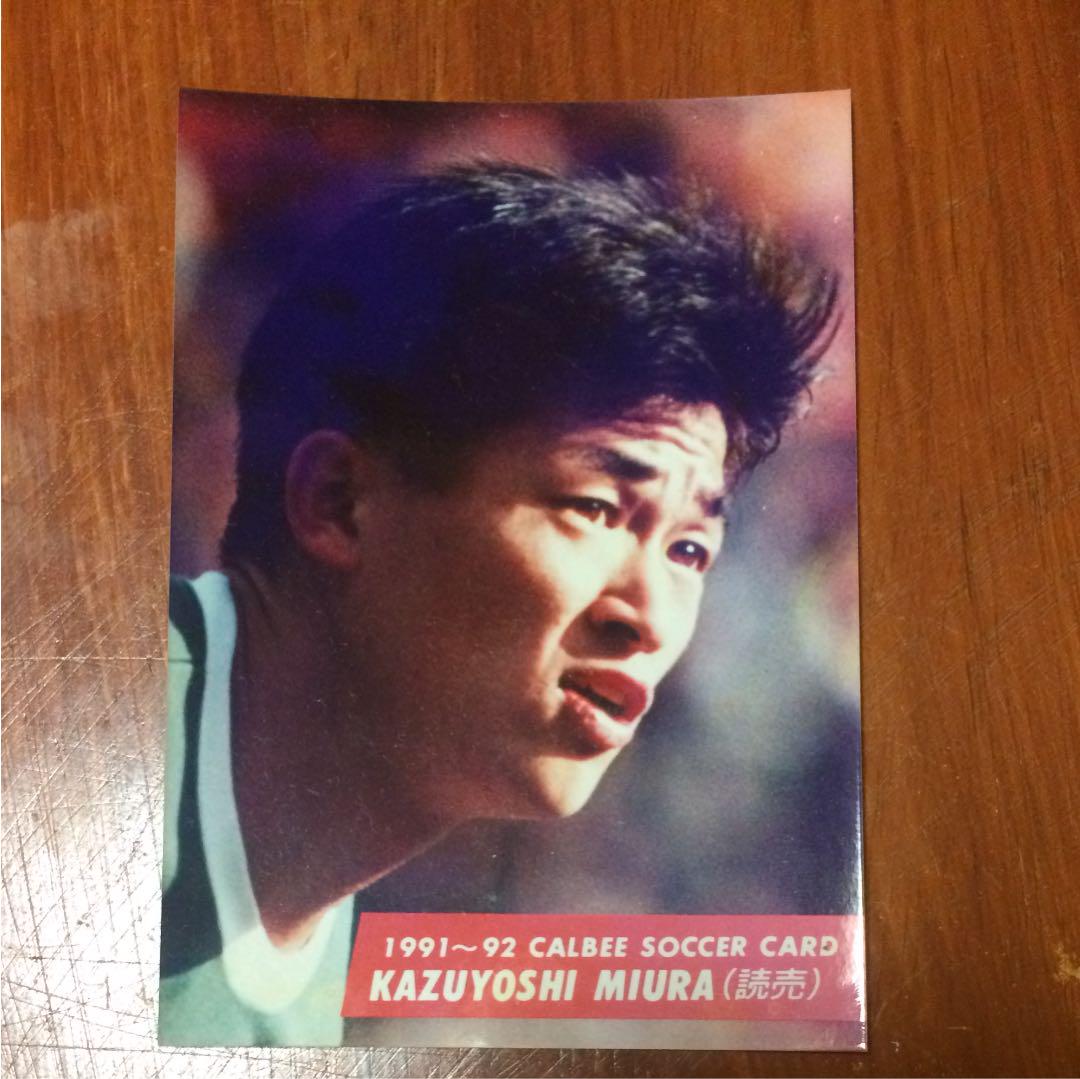 1991~92 CALBEE SOCCER CARD
KAZUYOSHI MIURA(読売)